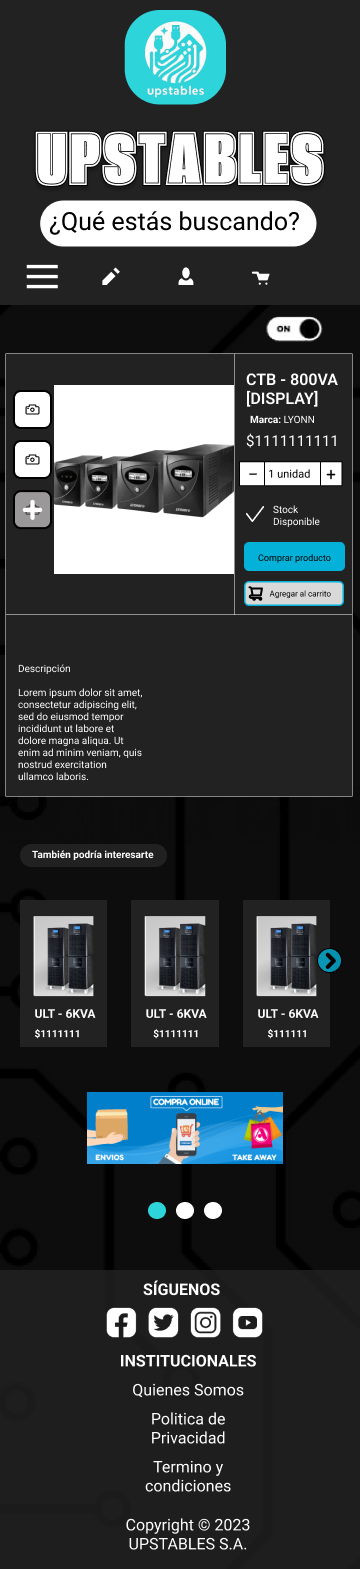 upstables
UPSTABLES
¿Qué estás buscando?
ON
CTB - 800VA
[DISPLAY]
Marca: LYONN
$1111111111
− 1 unidad +
Stock
Disponible
Comprar producto
Agregar al carrito
Descripción
Lorem ipsum dolor sit amet,
consectetur adipiscing elit,
sed do eiusmod tempor
incididunt ut labore et
dolore magna aliqua. Ut
enim ad minim veniam, quis
nostrud exercitation
ullamco laboris.
También podría interesarte
ULT - 6KVA ULT - 6KVA ULT - 6KVA
$1111111 $1111111 $111111
COMPRA ONLINE
ENVIOS TAKE AWAY
SÍGUENOS
INSTITUCIONALES
Quienes Somos
Politica de
Privacidad
Termino y
condiciones
Copyright © 2023
UPSTABLES S.A.